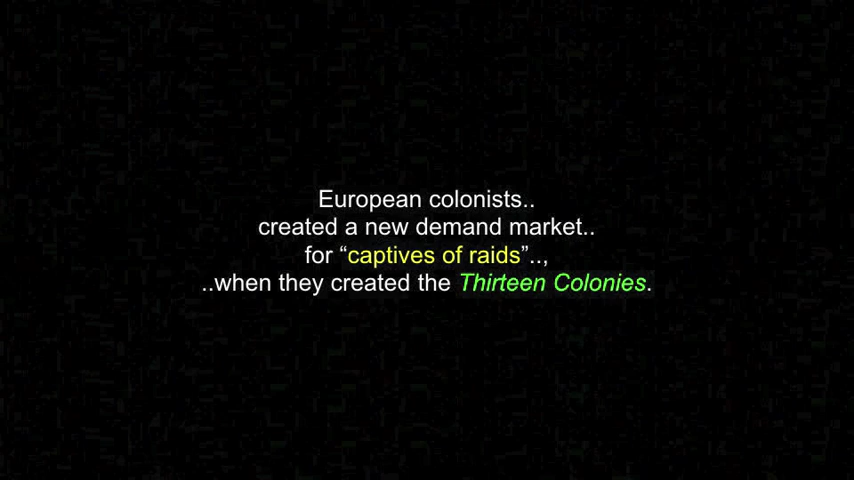 European colonists..
created a new demand market..
for “captives of raids”..,
..when they created the Thirteen Colonies.